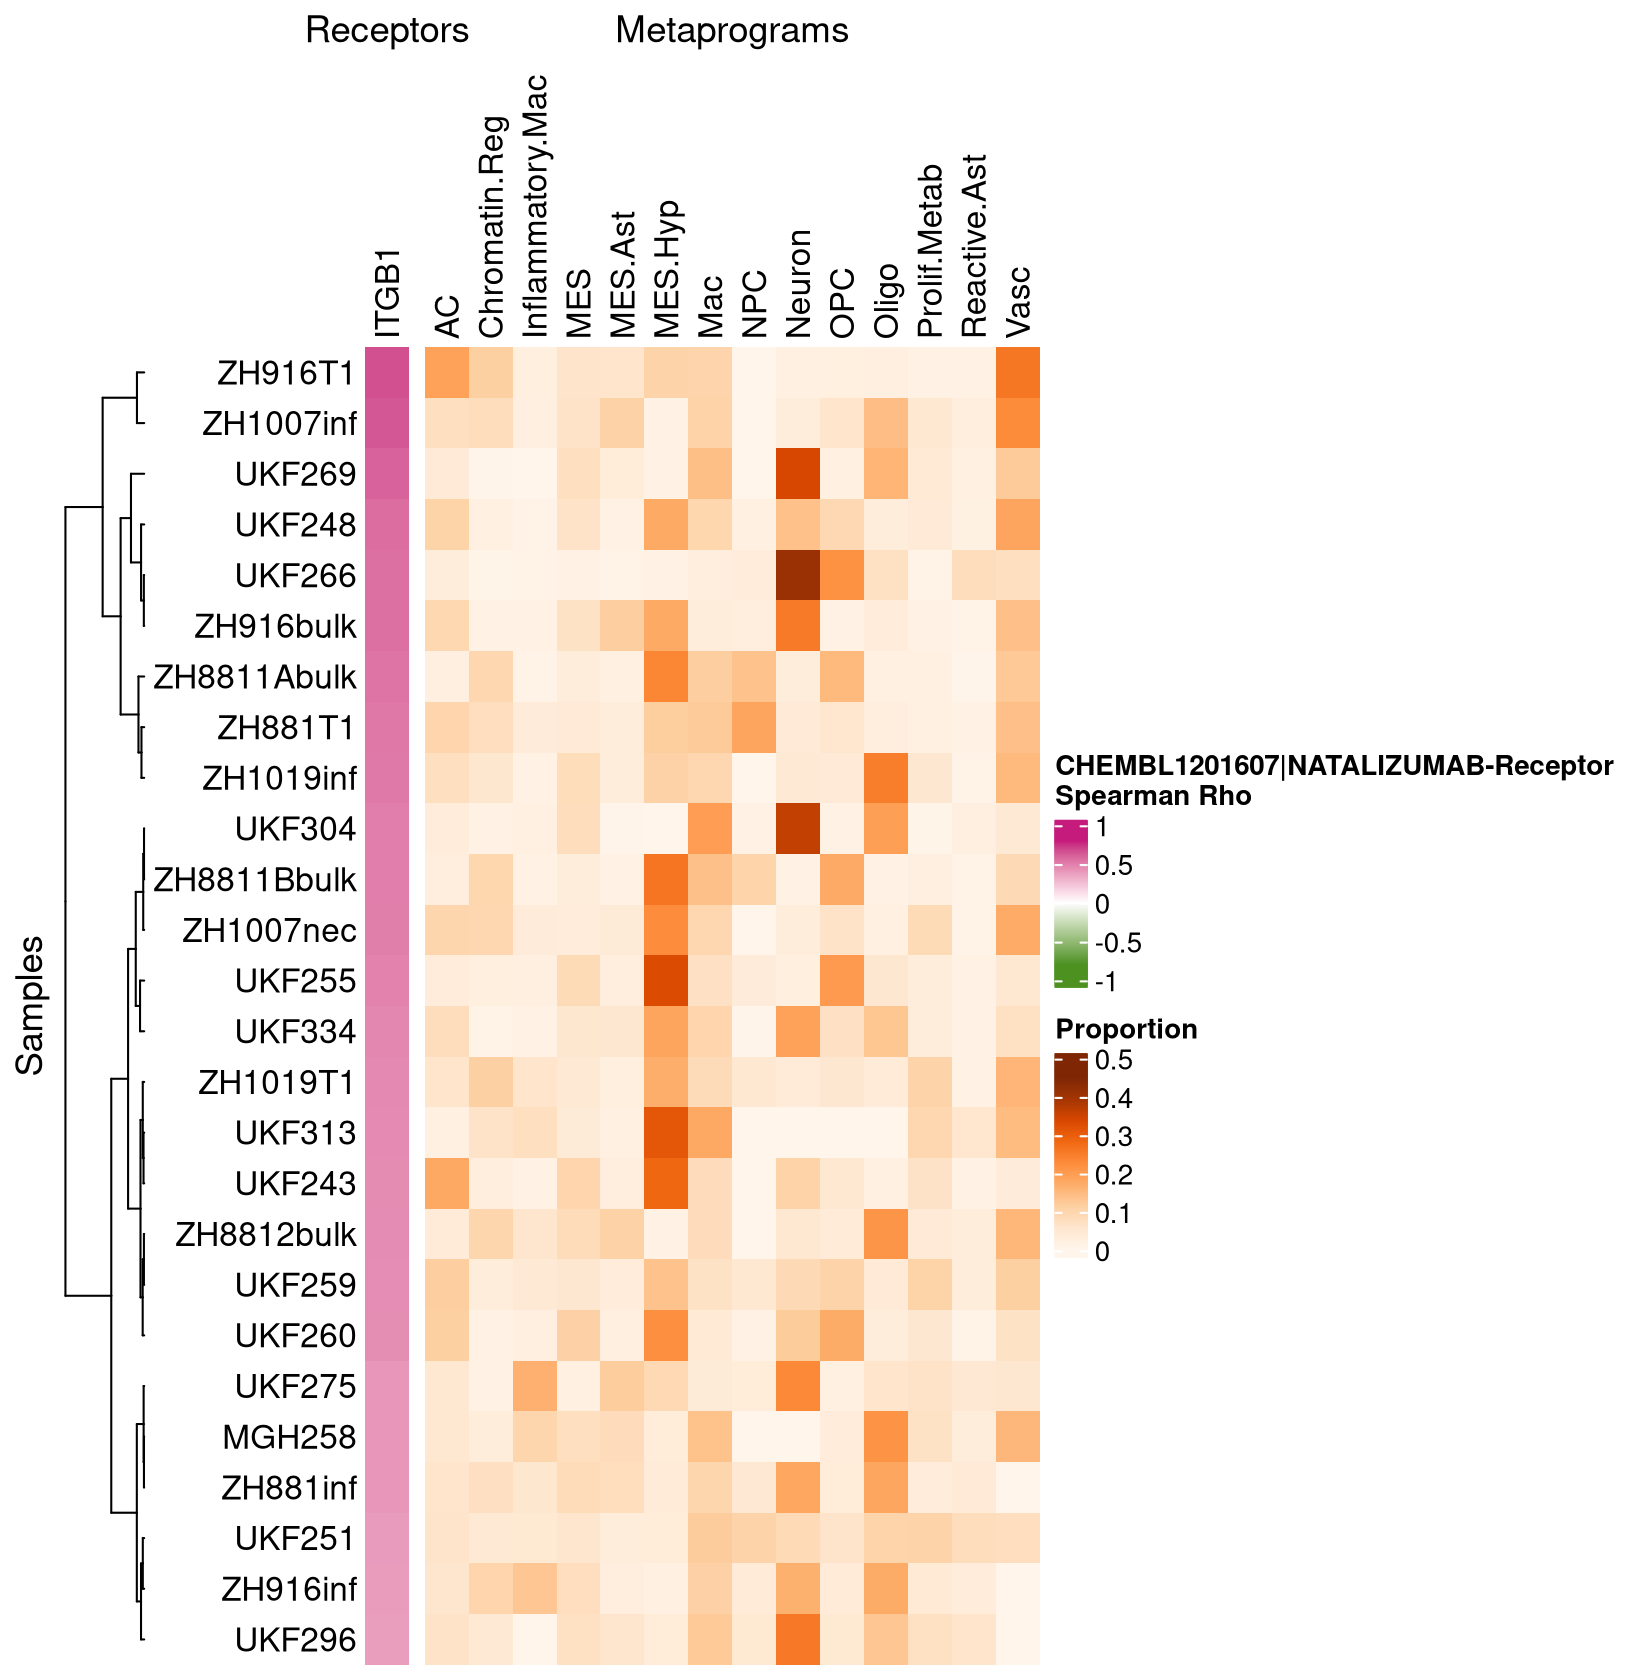 Receptors Metaprograms
ITGB1 AC Chromatin.Reg Inflammatory.Mac MES MES.Ast MES.Hyp Mac NPC Neuron OPC Oligo Prolif.Metab Reactive.Ast Vasc
Samples
ZH916T1
ZH1007inf
UKF269
UKF248
UKF266
ZH916bulk
ZH8811Abulk
ZH881T1
ZH1019inf
UKF304
ZH8811Bbulk
ZH1007nec
UKF255
UKF334
ZH1019T1
UKF313
UKF243
ZH8812bulk
UKF259
UKF260
UKF275
MGH258
ZH881inf
UKF251
ZH916inf
UKF296
CHEMBL1201607|NATALIZUMAB-Receptor
Spearman Rho
1
0.5
0
-0.5
-1
Proportion
0.5
0.4
0.3
0.2
0.1
0